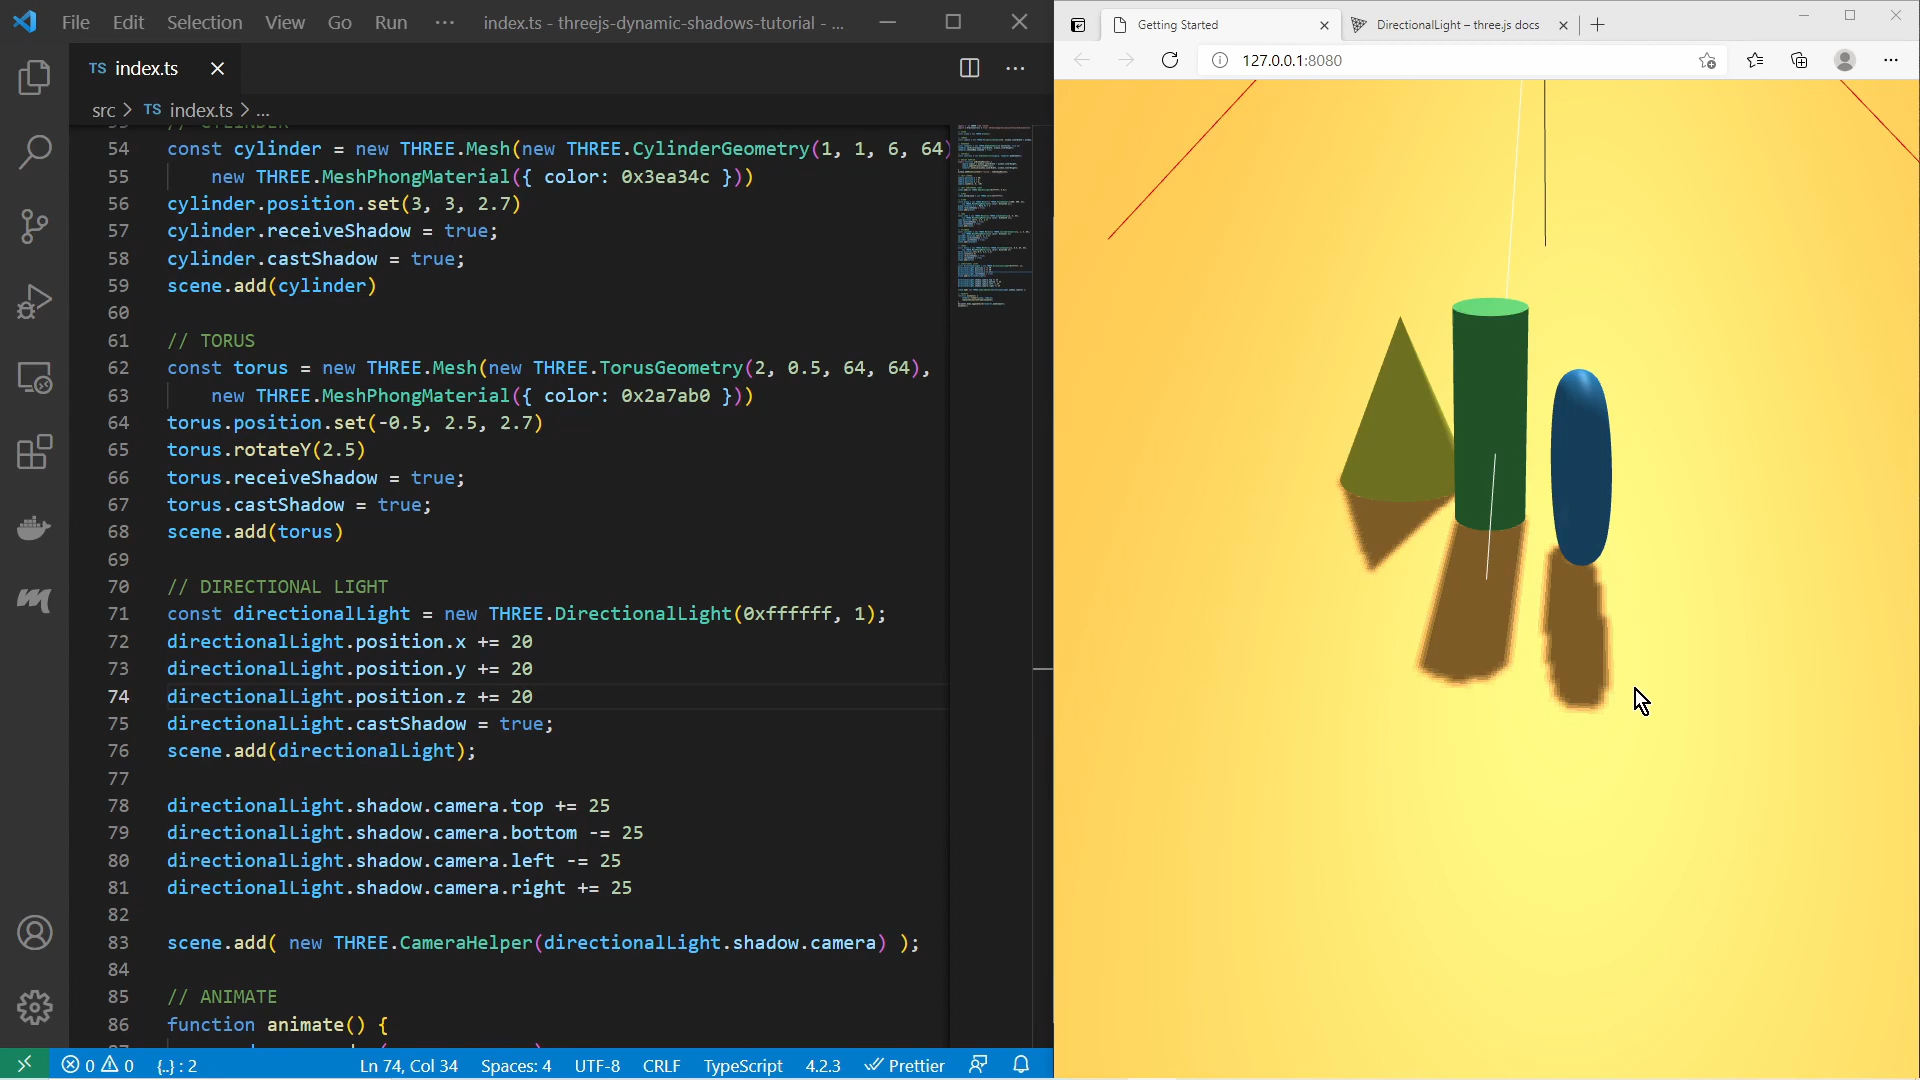 File Edit Selection View Go Run ··· index.ts - threejs-dynamic-shadows-tutorial - ...
TS index.ts
src > TS index.ts > ...
// CYLINDER
54 const cylinder = new THREE.Mesh(new THREE.CylinderGeometry(1, 1, 6, 64)
55 new THREE.MeshPhongMaterial({ color: 0x3ea34c }))
56 cylinder.position.set(3, 3, 2.7)
57 cylinder.receiveShadow = true;
58 cylinder.castShadow = true;
59 scene.add(cylinder)
60
61 // TORUS
62 const torus = new THREE.Mesh(new THREE.TorusGeometry(2, 0.5, 64, 64),
63 new THREE.MeshPhongMaterial({ color: 0x2a7ab0 }))
64 torus.position.set(-0.5, 2.5, 2.7)
65 torus.rotateY(2.5)
66 torus.receiveShadow = true;
67 torus.castShadow = true;
68 scene.add(torus)
69
70 // DIRECTIONAL LIGHT
71 const directionalLight = new THREE.DirectionalLight(0xffffff, 1);
72 directionalLight.position.x += 20
73 directionalLight.position.y += 20
74 directionalLight.position.z += 20
75 directionalLight.castShadow = true;
76 scene.add(directionalLight);
77
78 directionalLight.shadow.camera.top += 25
79 directionalLight.shadow.camera.bottom -= 25
80 directionalLight.shadow.camera.left -= 25
81 directionalLight.shadow.camera.right += 25
82
83 scene.add( new THREE.CameraHelper(directionalLight.shadow.camera) );
84
85 // ANIMATE
86 function animate() {
0 0 {..} : 2 Ln 74, Col 34 Spaces: 4 UTF-8 CRLF TypeScript 4.2.3 Prettier
Getting Started DirectionalLight – three.js docs
127.0.0.1:8080